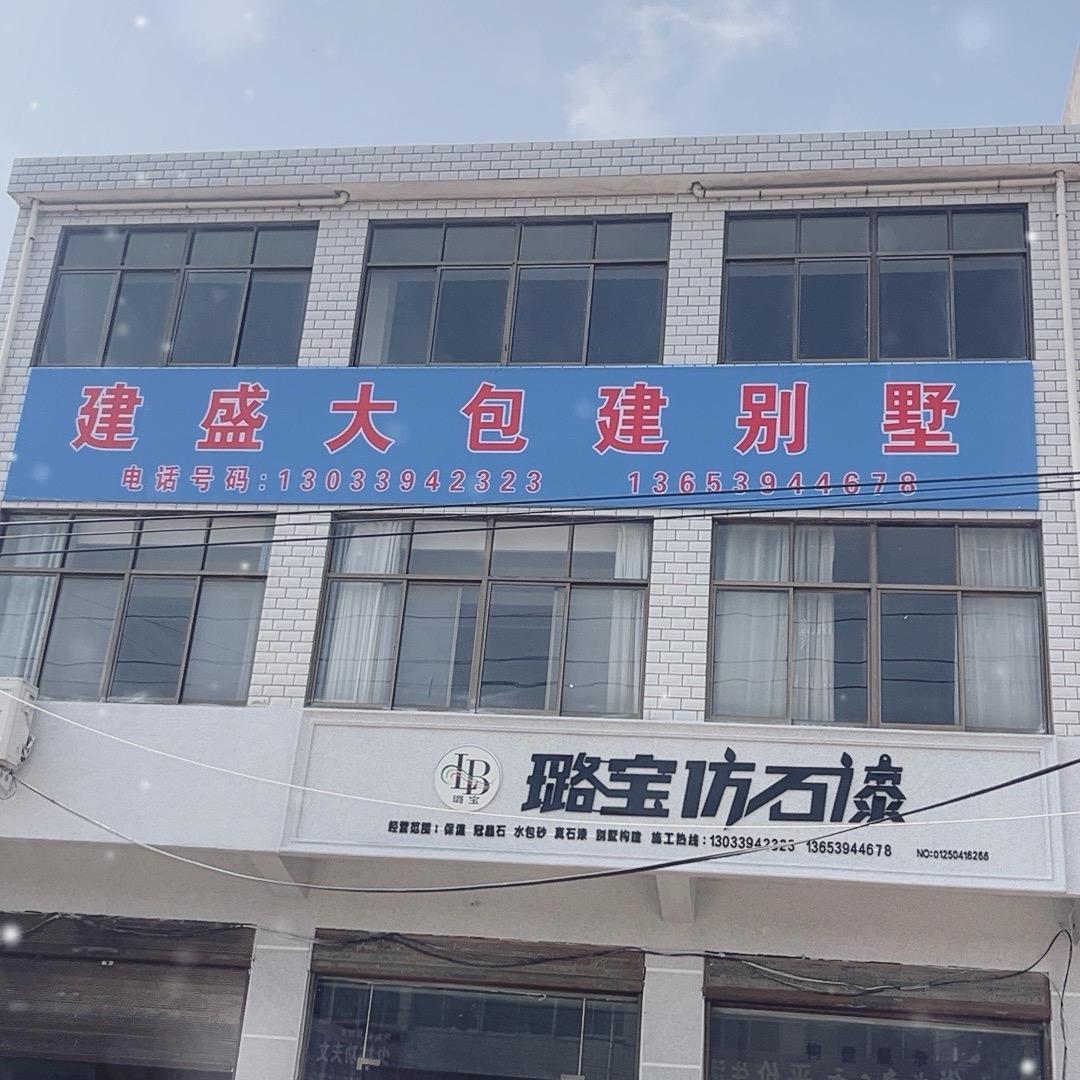 建盛大包建别墅
电话号码:13033942323 13653944678
LB
璐宝
璐宝仿石漆
经营范围：保温 冠晶石 水包砂 真石漆 别墅构建 施工热线：13033942323 13653944678 NO:01250416266